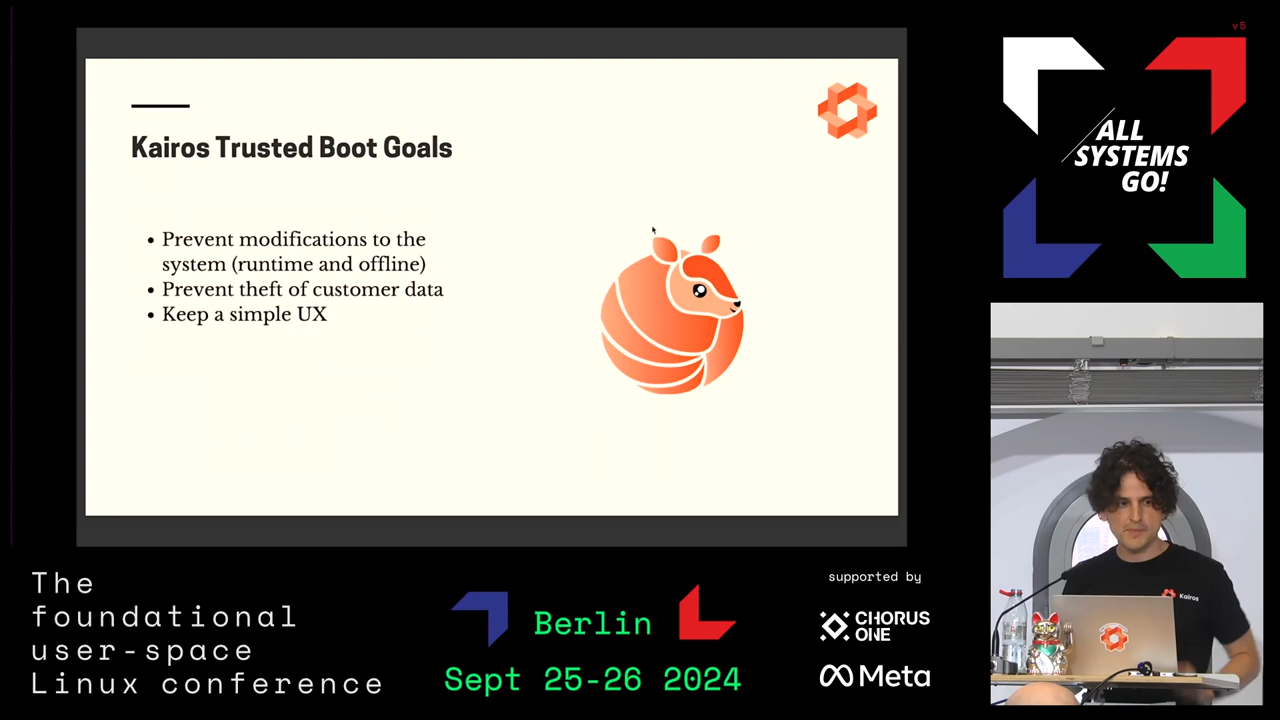 Kairos Trusted Boot Goals
• Prevent modifications to the
system (runtime and offline)
• Prevent theft of customer data
• Keep a simple UX
v5
ALL
SYSTEMS
GO!
Kairos
The
foundational
user-space
Linux conference
Berlin
Sept 25-26 2024
supported by
CHORUS
ONE
Meta